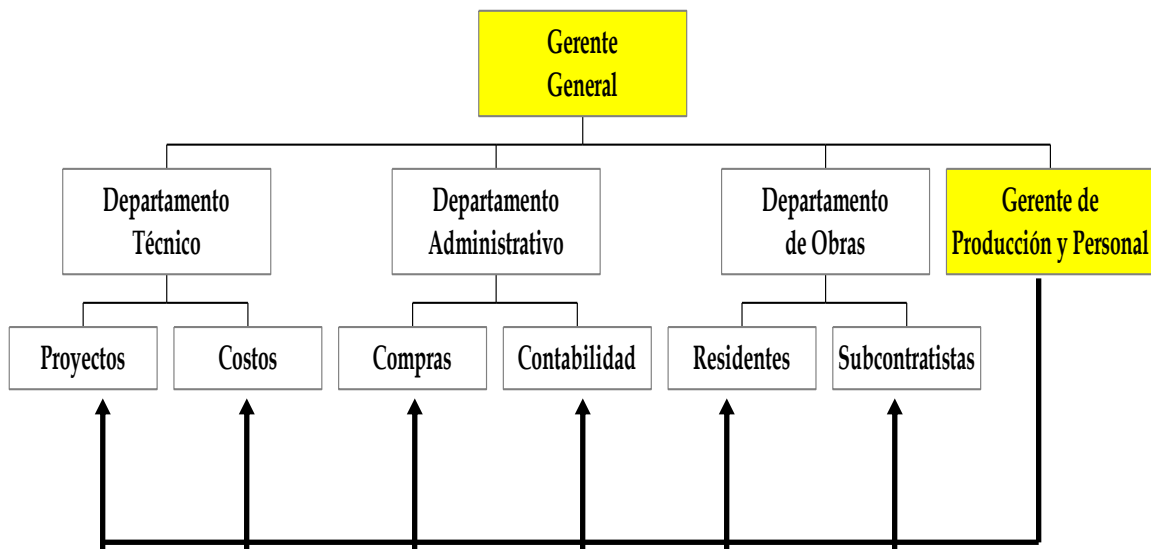 Gerente
General
Departamento
Técnico
Departamento
Administrativo
Departamento
de Obras
Gerente de
Producción y Personal
Proyectos
Costos
Compras
Contabilidad
Residentes
Subcontratistas